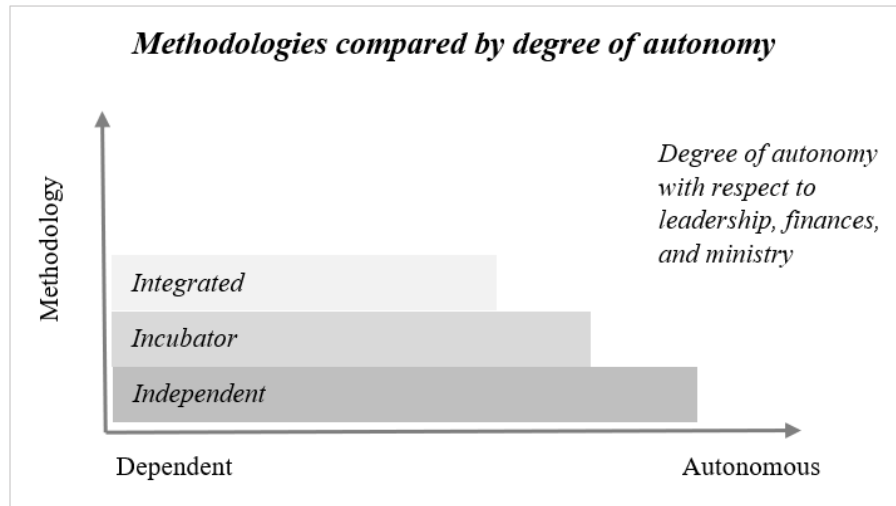 Methodologies compared by degree of autonomy
Degree of autonomy
with respect to
leadership, finances,
and ministry
Methodology
Integrated
Incubator
Independent
Dependent
Autonomous